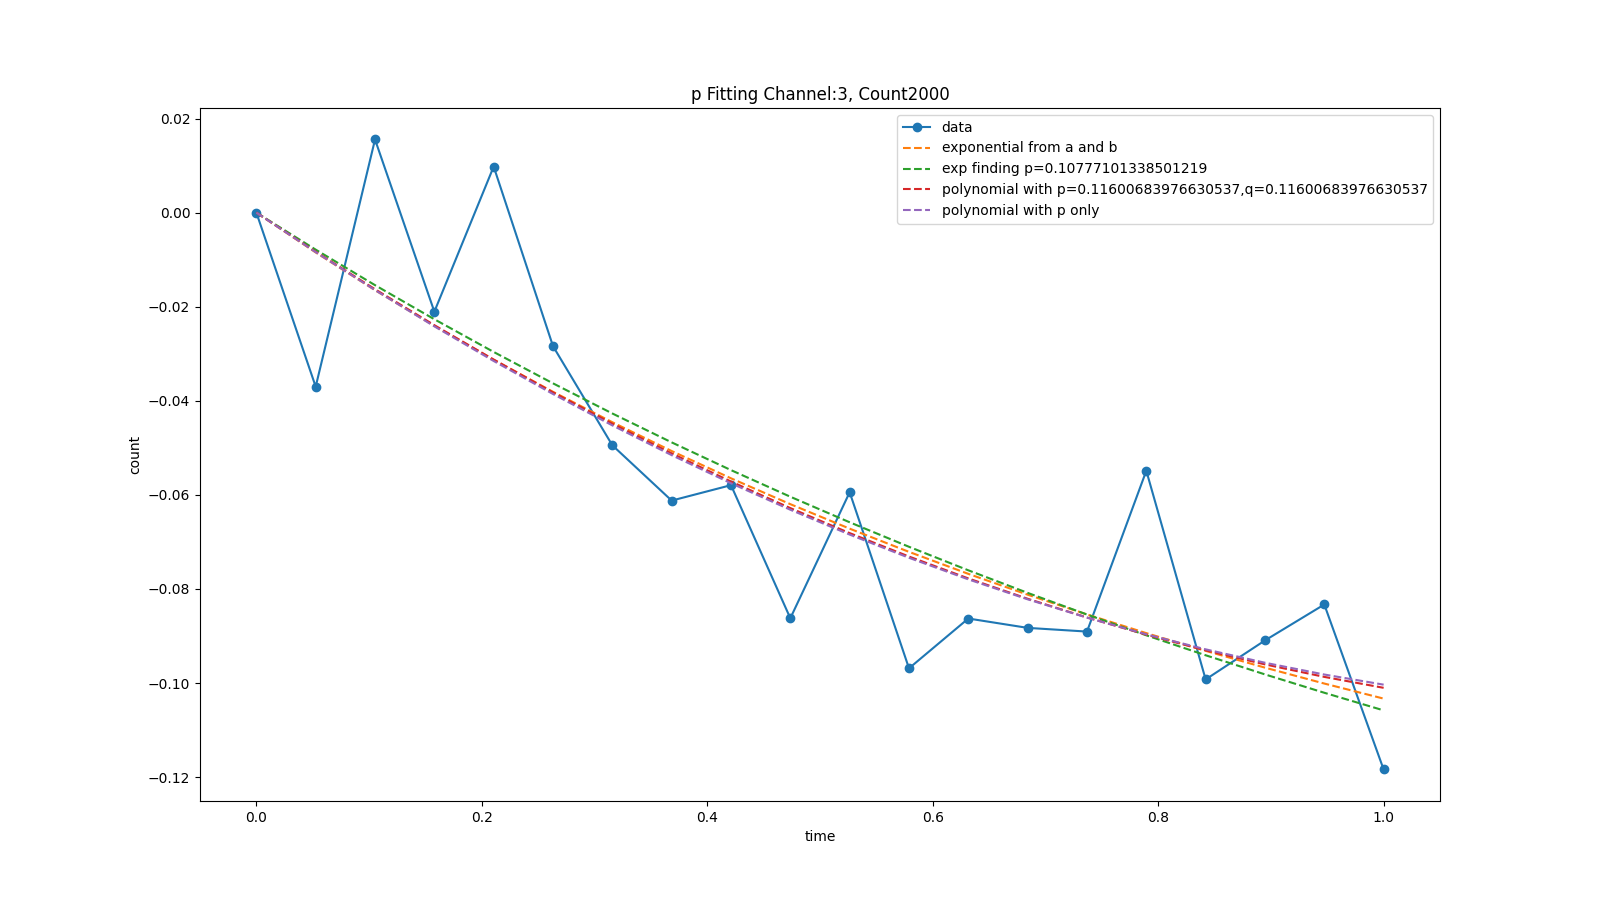 p Fitting Channel:3, Count2000
data
exponential from a and b
exp finding p=0.10777101338501219
polynomial with p=0.11600683976630537,q=0.11600683976630537
polynomial with p only
0.02
0.00
−0.02
−0.04
−0.06
−0.08
−0.10
−0.12
count
0.0 0.2 0.4 0.6 0.8 1.0
time